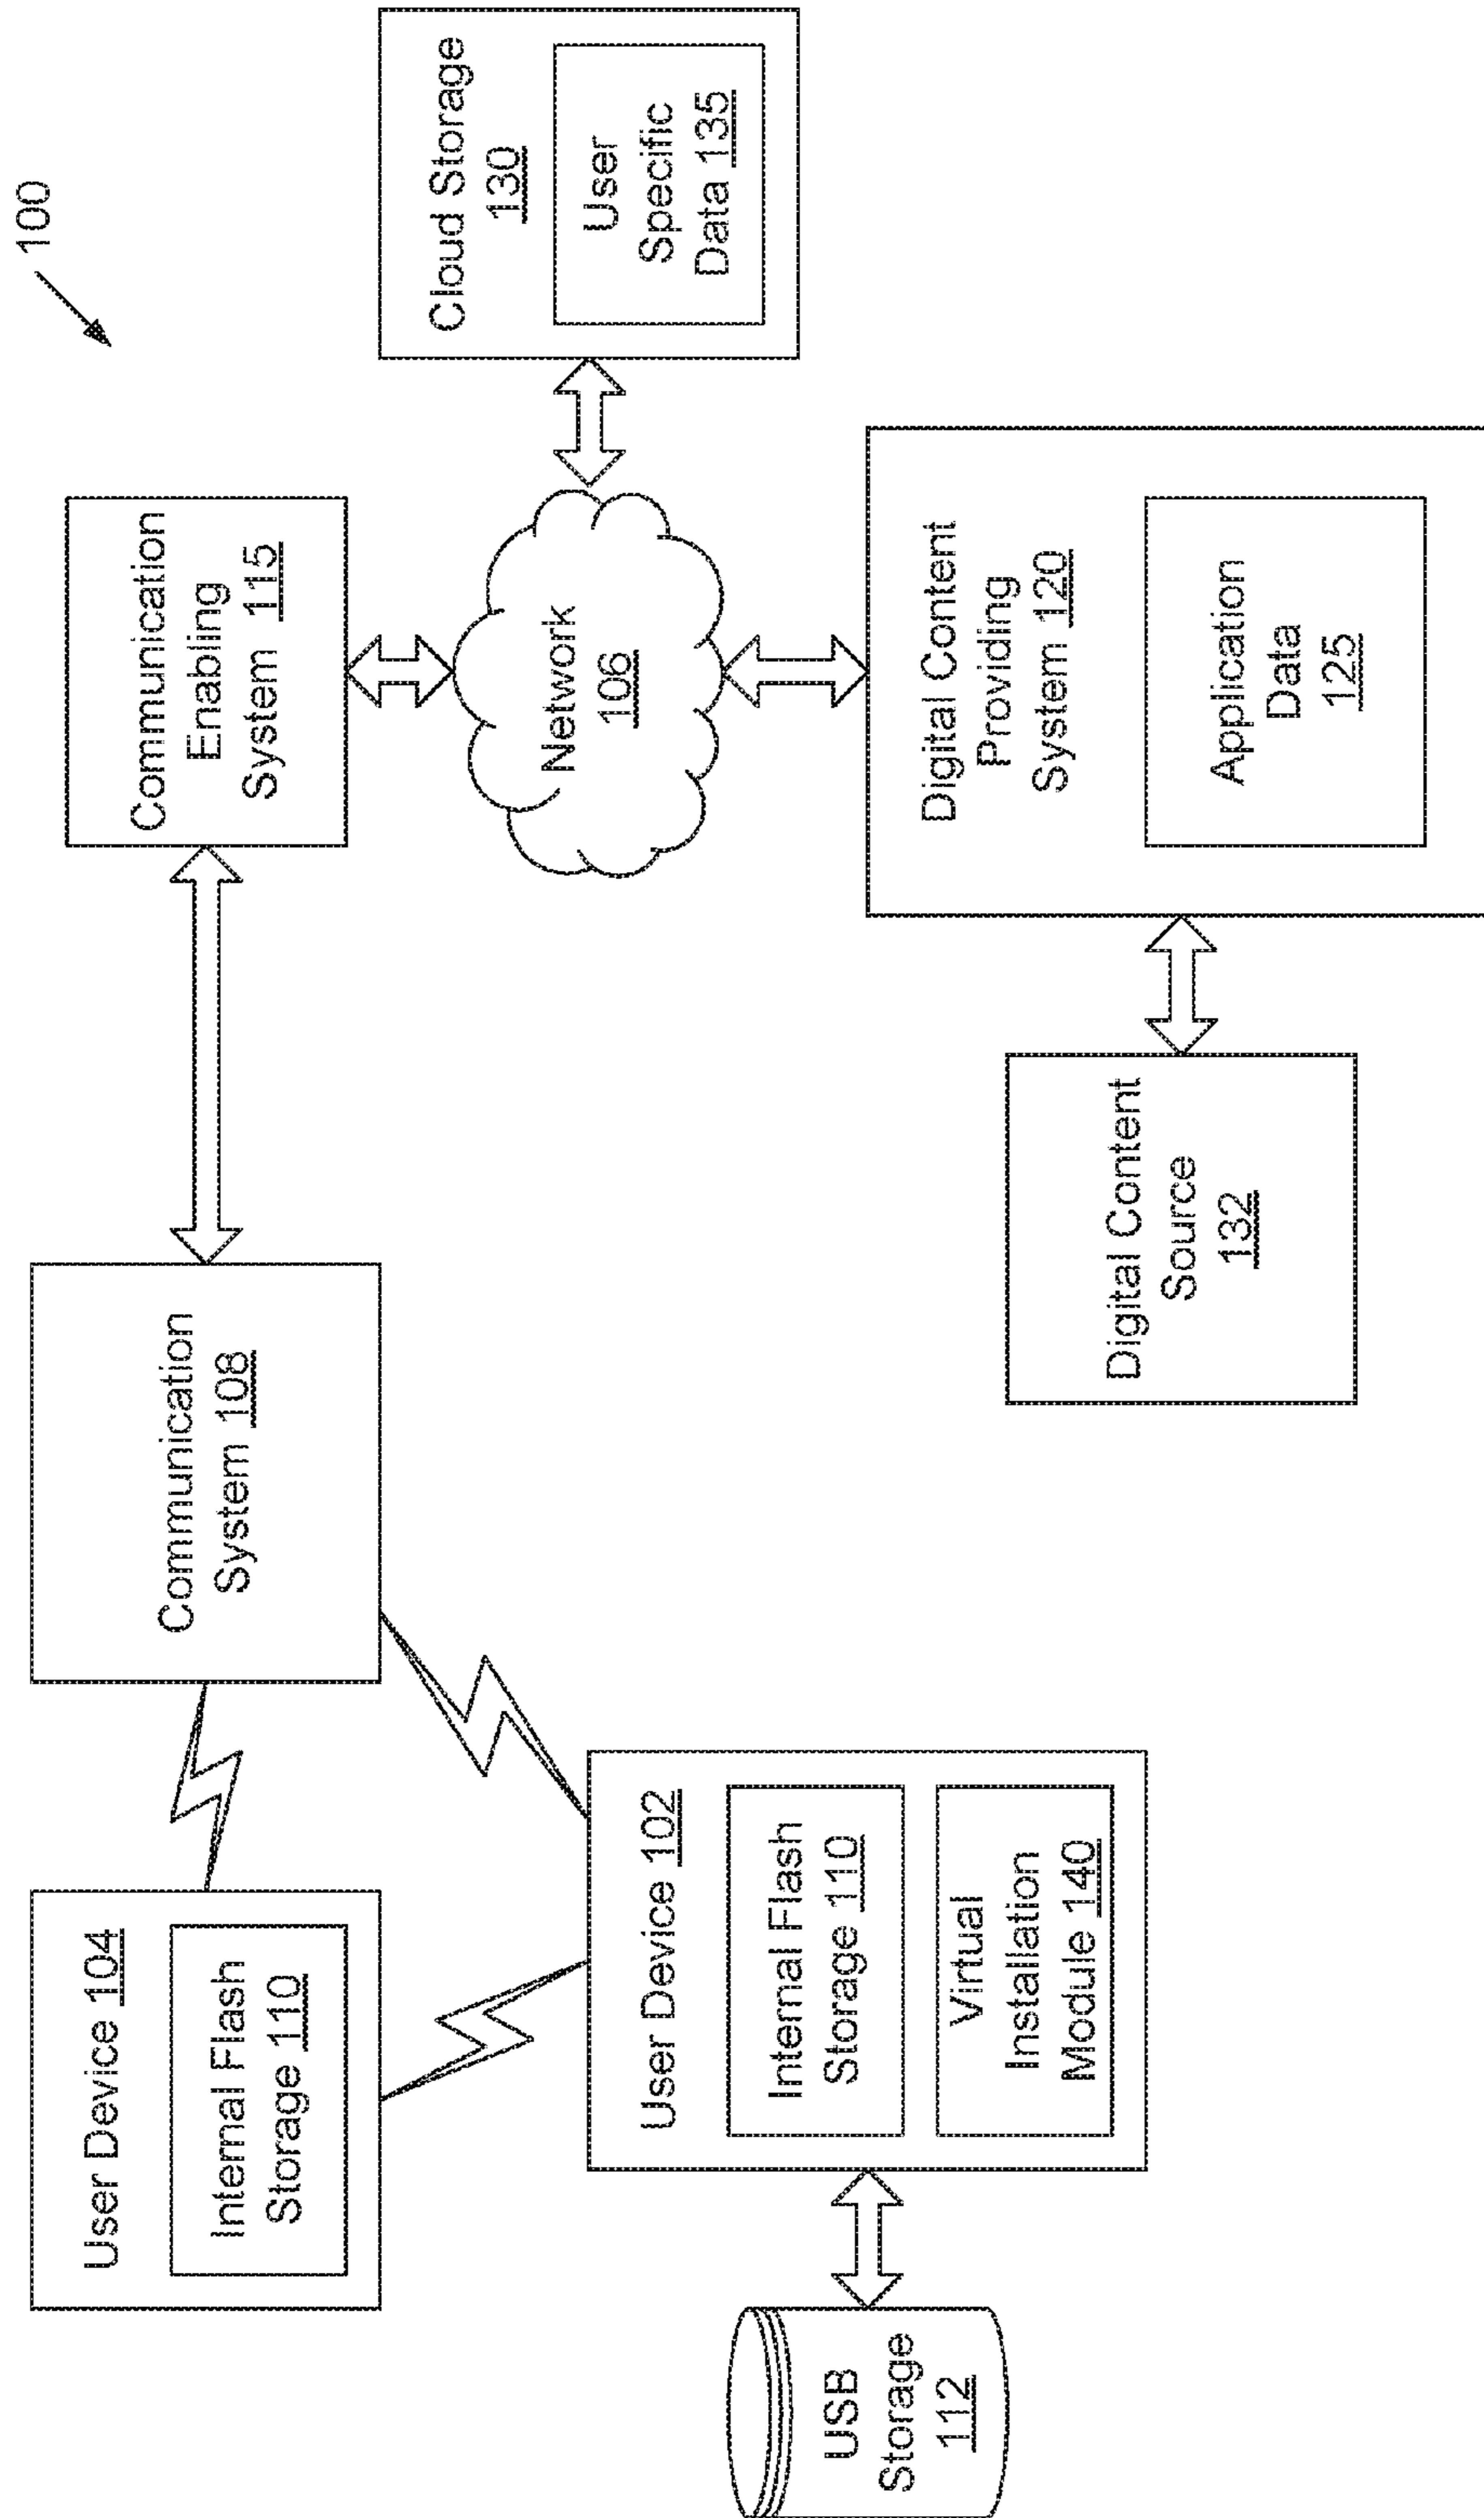 100
User Device 104
Internal Flash
Storage 110
Communication
System 108
Communication
Enabling
System 115
Cloud Storage
130
User
Specific
Data 135
Network
106
User Device 102
Internal Flash
Storage 110
Virtual
Installation
Module 140
USB
Storage
112
Digital Content
Providing
System 120
Application
Data
125
Digital Content
Source
132